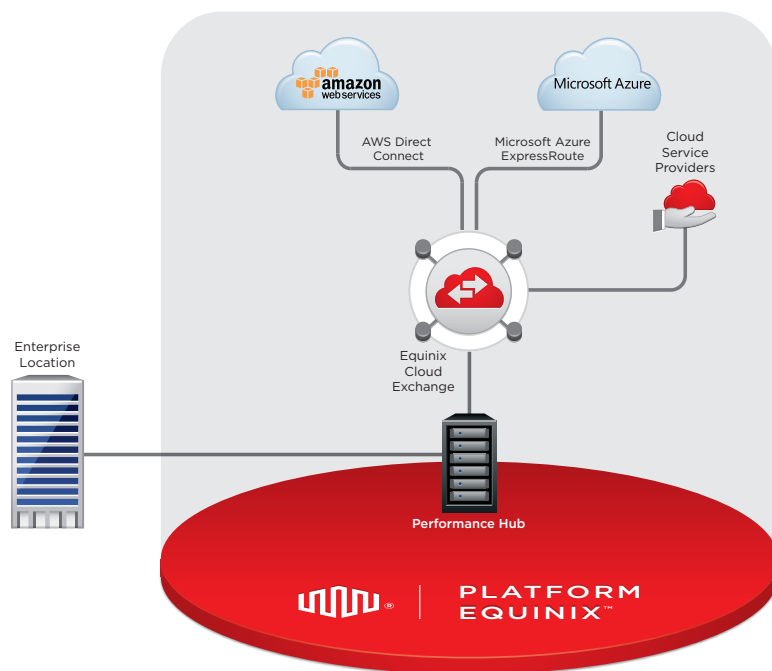 amazon
web services
Microsoft Azure
AWS Direct
Connect
Microsoft Azure
ExpressRoute
Cloud
Service
Providers
Equinix
Cloud
Exchange
Enterprise
Location
Performance Hub
® PLATFORM
EQUINIX™